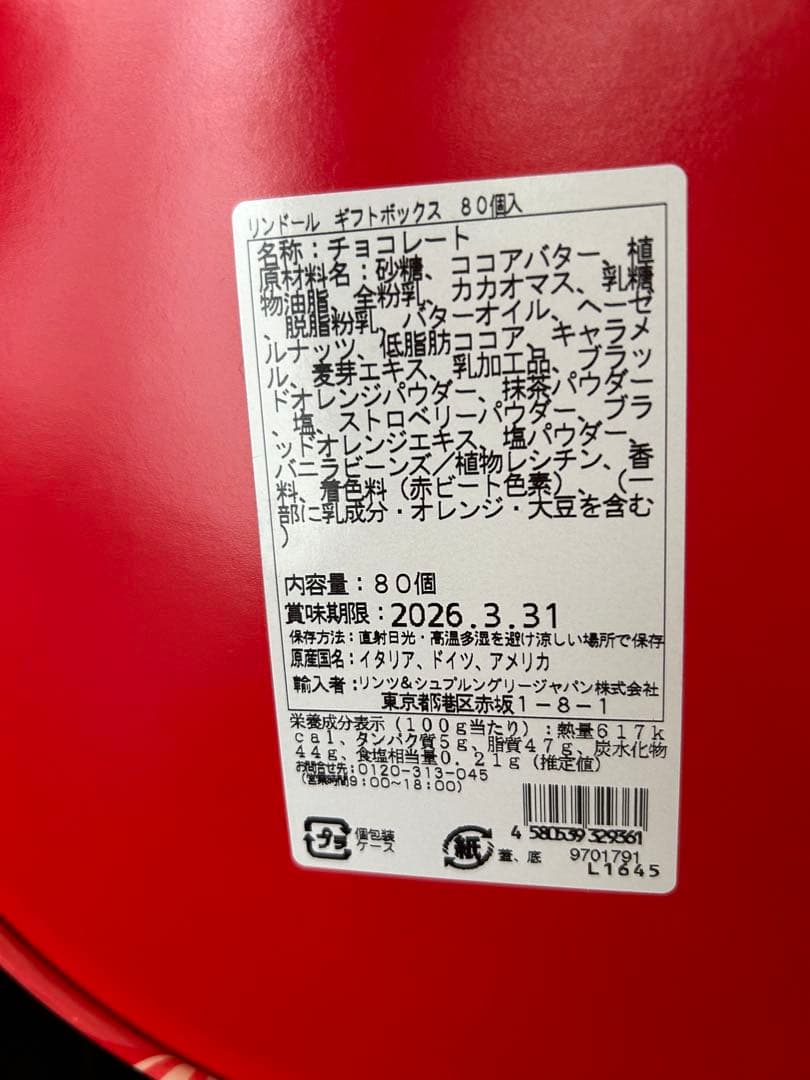 リンドール ギフトボックス 80個入
名称:チョコレート
原材料名:砂糖、ココアバター、植
物油脂、全粉乳、カカオマス、乳糖
、脱脂粉乳、バターオイル、ヘーゼ
ルナッツ、低脂肪ココア、キャラメ
ル、麦芽エキス、乳加工品、ブラッ
ドオレンジパウダー、抹茶パウダー
、塩、ストロベリーパウダー、ブラ
ッドオレンジエキス、塩パウダー、
バニラビーンズ/植物レシチン、香
料、着色料(赤ビート色素)、(一
部に乳成分・オレンジ・大豆を含む
)
内容量:80個
賞味期限:2026.3.31
保存方法:直射日光・高温多湿を避け涼しい場所で保存
原産国名:イタリア、ドイツ、アメリカ
輸入者:リンツ&シュプルングリージャパン株式会社
東京都港区赤坂1-8-1
栄養成分表示(100g当たり):熱量617k
cal、タンパク質5g、脂質47g、炭水化物
44g、食塩相当量0.21g(推定値)
お問合せ先:0120-313-045
(営業時間9:00~18:00)
プラ 個包装
ケース
紙 蓋、底
4 580539 329361
9701791
L1645